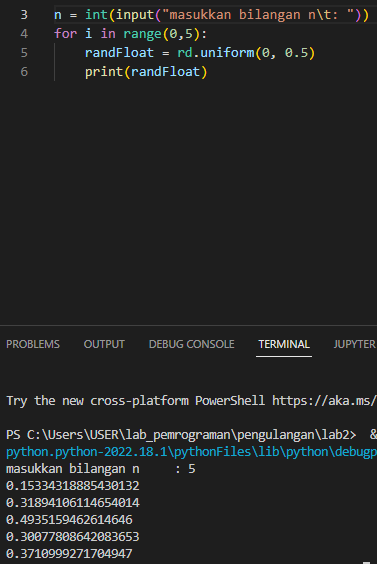 3 n = int(input("masukkan bilangan n\t: "))
4 for i in range(0,5):
5 randFloat = rd.uniform(0, 0.5)
6 print(randFloat)
PROBLEMS OUTPUT DEBUG CONSOLE TERMINAL JUPYTER
Try the new cross-platform PowerShell https://aka.ms/
PS C:\Users\USER\lab_pemrograman\pengulangan\lab2> &
python.python-2022.18.1\pythonFiles\lib\python\debugp
masukkan bilangan n : 5
0.15334318885430132
0.31894106114654014
0.4935159462614646
0.30077808642083653
0.3710999271704947